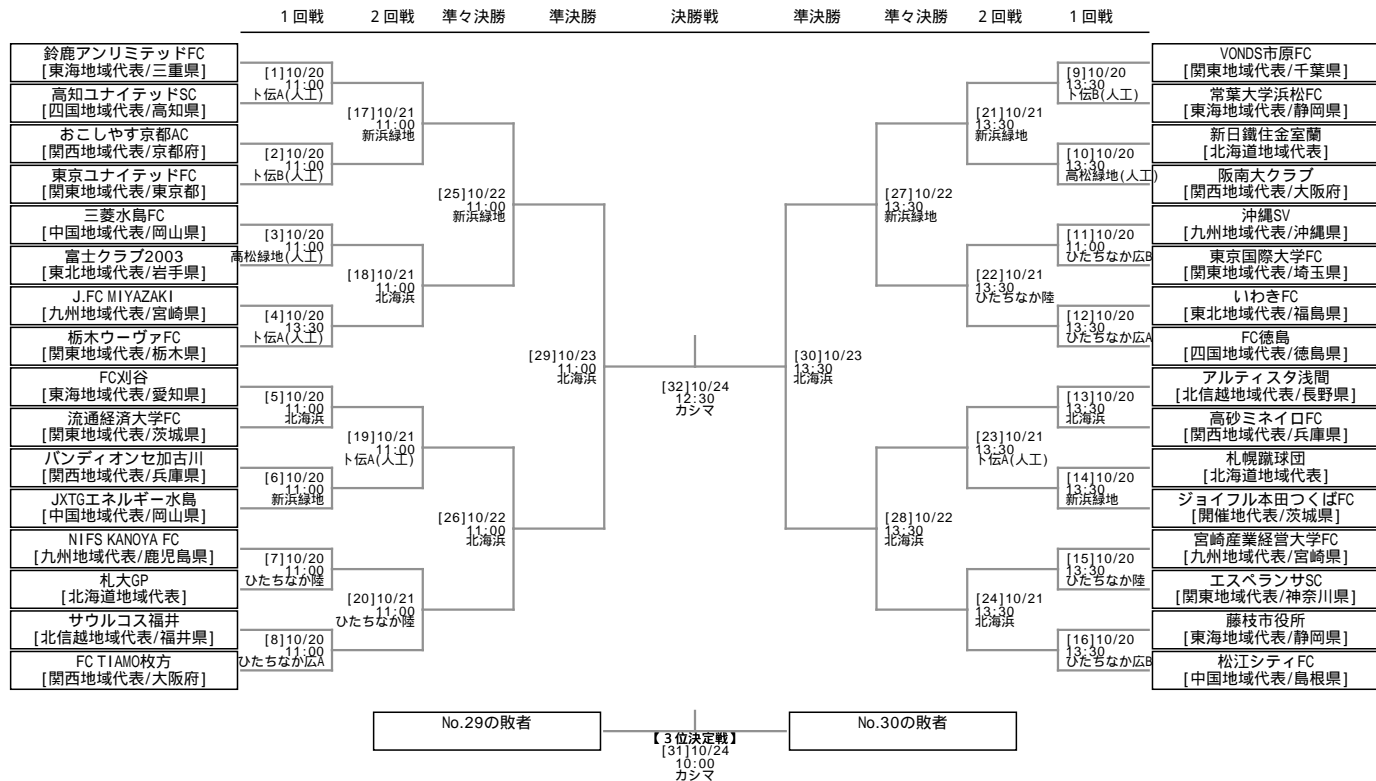 1回戦 2回戦 準々決勝 準決勝 決勝戦 準決勝 準々決勝 2回戦 1回戦
鈴鹿アンリミテッドFC
[東海地域代表/三重県]
高知ユナイテッドSC
[四国地域代表/高知県]
おこしやす京都AC
[関西地域代表/京都府]
東京ユナイテッドFC
[関東地域代表/東京都]
三菱水島FC
[中国地域代表/岡山県]
富士クラブ2003
[東北地域代表/岩手県]
J.FC MIYAZAKI
[九州地域代表/宮崎県]
栃木ウーヴァFC
[関東地域代表/栃木県]
FC刈谷
[東海地域代表/愛知県]
流通経済大学FC
[関東地域代表/茨城県]
バンディオンセ加古川
[関西地域代表/兵庫県]
JXTGエネルギー水島
[中国地域代表/岡山県]
NIFS KANOYA FC
[九州地域代表/鹿児島県]
札大GP
[北海道地域代表]
サウルコス福井
[北信越地域代表/福井県]
FC TIAMO枚方
[関西地域代表/大阪府]
[1]10/20
11:00
ト伝A(人工)
[2]10/20
11:00
ト伝B(人工)
[3]10/20
11:00
高松緑地(人工)
[4]10/20
13:30
ト伝A(人工)
[5]10/20
11:00
北海浜
[6]10/20
11:00
新浜緑地
[7]10/20
11:00
ひたちなか陸
[8]10/20
11:00
ひたちなか広A
[17]10/21
11:00
新浜緑地
[18]10/21
11:00
北海浜
[19]10/21
11:00
ト伝A(人工)
[20]10/21
11:00
ひたちなか陸
[25]10/22
11:00
新浜緑地
[26]10/22
11:00
北海浜
[29]10/23
11:00
北海浜
[32]10/24
12:30
カシマ
[30]10/23
13:30
北海浜
[27]10/22
13:30
新浜緑地
[28]10/22
13:30
北海浜
[21]10/21
13:30
新浜緑地
[22]10/21
13:30
ひたちなか陸
[23]10/21
13:30
ト伝A(人工)
[24]10/21
13:30
北海浜
[9]10/20
13:30
ト伝B(人工)
[10]10/20
13:30
高松緑地(人工)
[11]10/20
11:00
ひたちなか広B
[12]10/20
13:30
ひたちなか広A
[13]10/20
13:30
北海浜
[14]10/20
13:30
新浜緑地
[15]10/20
13:30
ひたちなか陸
[16]10/20
13:30
ひたちなか広B
VONDS市原FC
[関東地域代表/千葉県]
常葉大学浜松FC
[東海地域代表/静岡県]
新日鐵住金室蘭
[北海道地域代表]
阪南大クラブ
[関西地域代表/大阪府]
沖縄SV
[九州地域代表/沖縄県]
東京国際大学FC
[関東地域代表/埼玉県]
いわきFC
[東北地域代表/福島県]
FC徳島
[四国地域代表/徳島県]
アルティスタ浅間
[北信越地域代表/長野県]
高砂ミネイロFC
[関西地域代表/兵庫県]
札幌蹴球団
[北海道地域代表]
ジョイフル本田つくばFC
[開催地代表/茨城県]
宮崎産業経営大学FC
[九州地域代表/宮崎県]
エスペランサSC
[関東地域代表/神奈川県]
藤枝市役所
[東海地域代表/静岡県]
松江シティFC
[中国地域代表/島根県]
No.29の敗者
No.30の敗者
【3位決定戦】
[31]10/24
10:00
カシマ